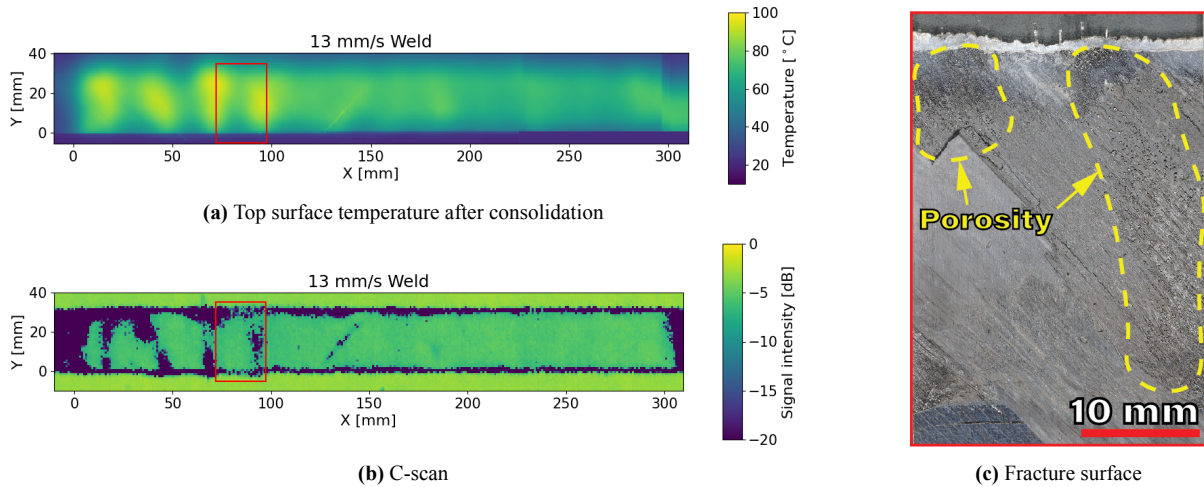 13 mm/s Weld
40
20
0
Y [mm]
0
50
100
150
200
250
300
X [mm]
100
80
60
40
20
Temperature [ °C]
(a) Top surface temperature after consolidation
13 mm/s Weld
40
20
0
Y [mm]
0
50
100
150
200
250
300
X [mm]
0
−5
−10
−15
−20
Signal intensity [dB]
(b) C-scan
Porosity
10 mm
(c) Fracture surface